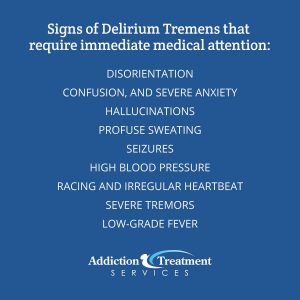 Signs of Delirium Tremens that
require immediate medical attention:
DISORIENTATION
CONFUSION, AND SEVERE ANXIETY
HALLUCINATIONS
PROFUSE SWEATING
SEIZURES
HIGH BLOOD PRESSURE
RACING AND IRREGULAR HEARTBEAT
SEVERE TREMORS
LOW-GRADE FEVER
Addiction Treatment
SERVICES